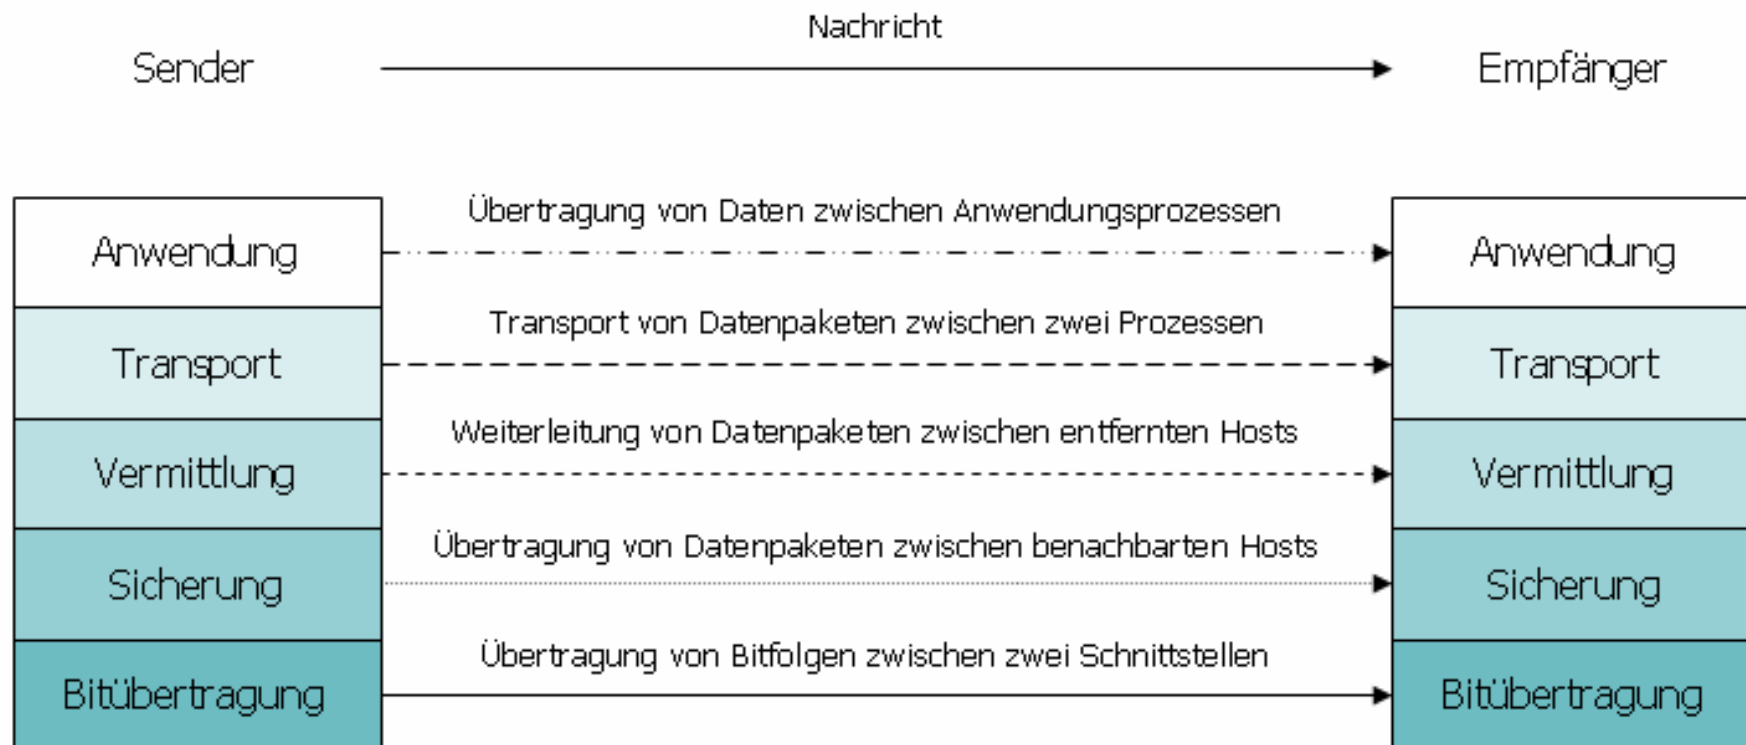 Nachricht
Sender
Empfänger
Übertragung von Daten zwischen Anwendungsprozessen
Anwendung
Anwendung
Transport von Datenpaketen zwischen zwei Prozessen
Transport
Transport
Weiterleitung von Datenpaketen zwischen entfernten Hosts
Vermittlung
Vermittlung
Übertragung von Datenpaketen zwischen benachbarten Hosts
Sicherung
Sicherung
Übertragung von Bitfolgen zwischen zwei Schnittstellen
Bitübertragung
Bitübertragung